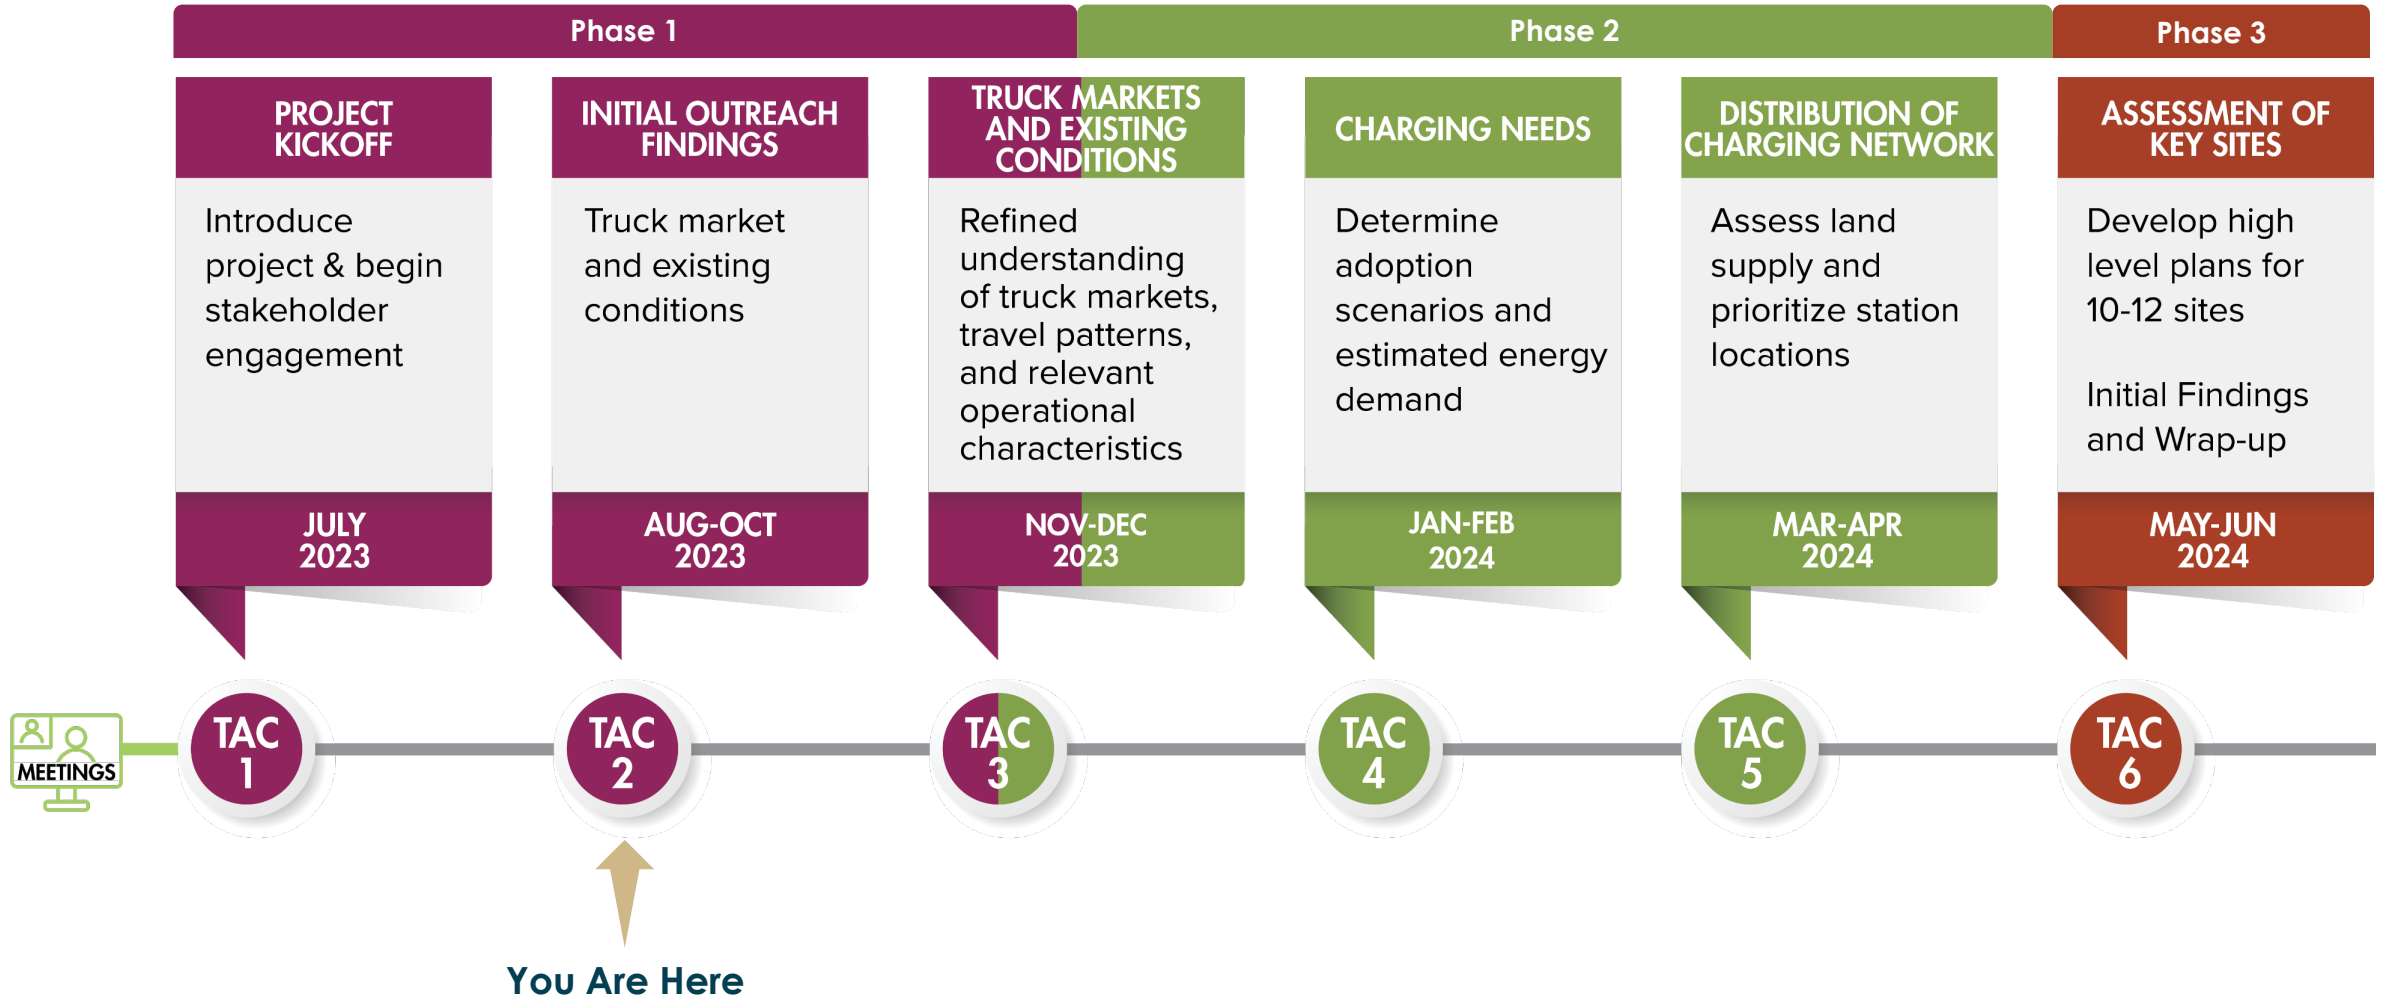 Phase 1
Phase 2
Phase 3
PROJECT
KICKOFF
Introduce
project & begin
stakeholder
engagement
JULY
2023
INITIAL OUTREACH
FINDINGS
Truck market
and existing
conditions
AUG-OCT
2023
TRUCK MARKETS
AND EXISTING
CONDITIONS
Refined
understanding
of truck markets,
travel patterns,
and relevant
operational
characteristics
NOV-DEC
2023
CHARGING NEEDS
Determine
adoption
scenarios and
estimated energy
demand
JAN-FEB
2024
DISTRIBUTION OF
CHARGING NETWORK
Assess land
supply and
prioritize station
locations
MAR-APR
2024
ASSESSMENT OF
KEY SITES
Develop high
level plans for
10-12 sites
Initial Findings
and Wrap-up
MAY-JUN
2024
MEETINGS
TAC
1
TAC
2
TAC
3
TAC
4
TAC
5
TAC
6
You Are Here